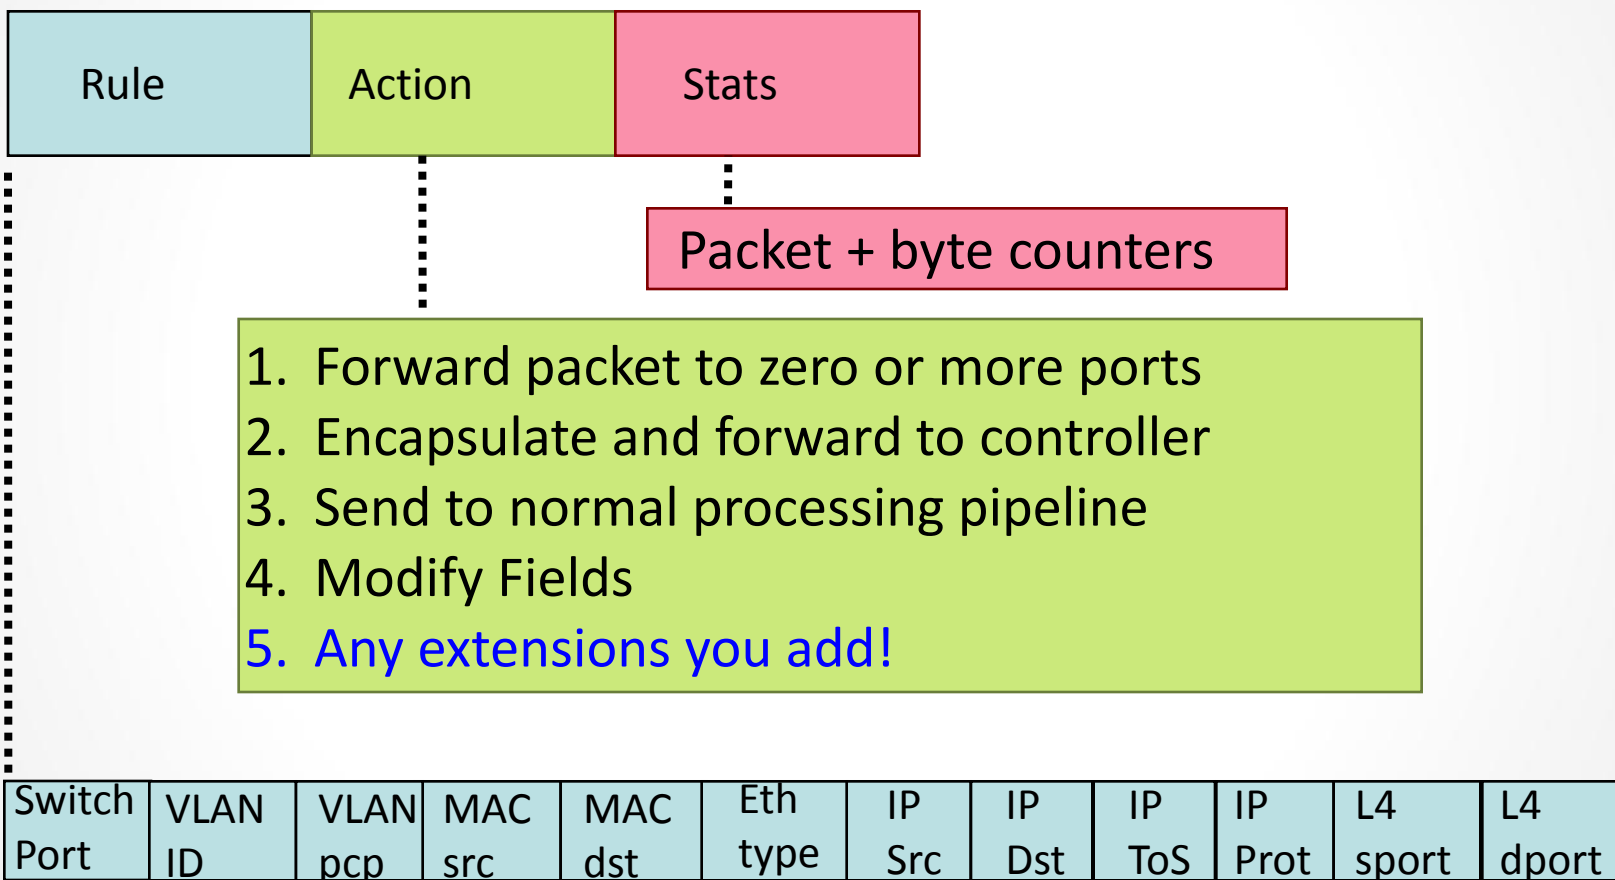 Rule Action Stats
Packet + byte counters
1. Forward packet to zero or more ports
2. Encapsulate and forward to controller
3. Send to normal processing pipeline
4. Modify Fields
5. Any extensions you add!
Switch
Port
VLAN
ID
VLAN
pcp
MAC
src
MAC
dst
Eth
type
IP
Src
IP
Dst
IP
ToS
IP
Prot
L4
sport
L4
dport